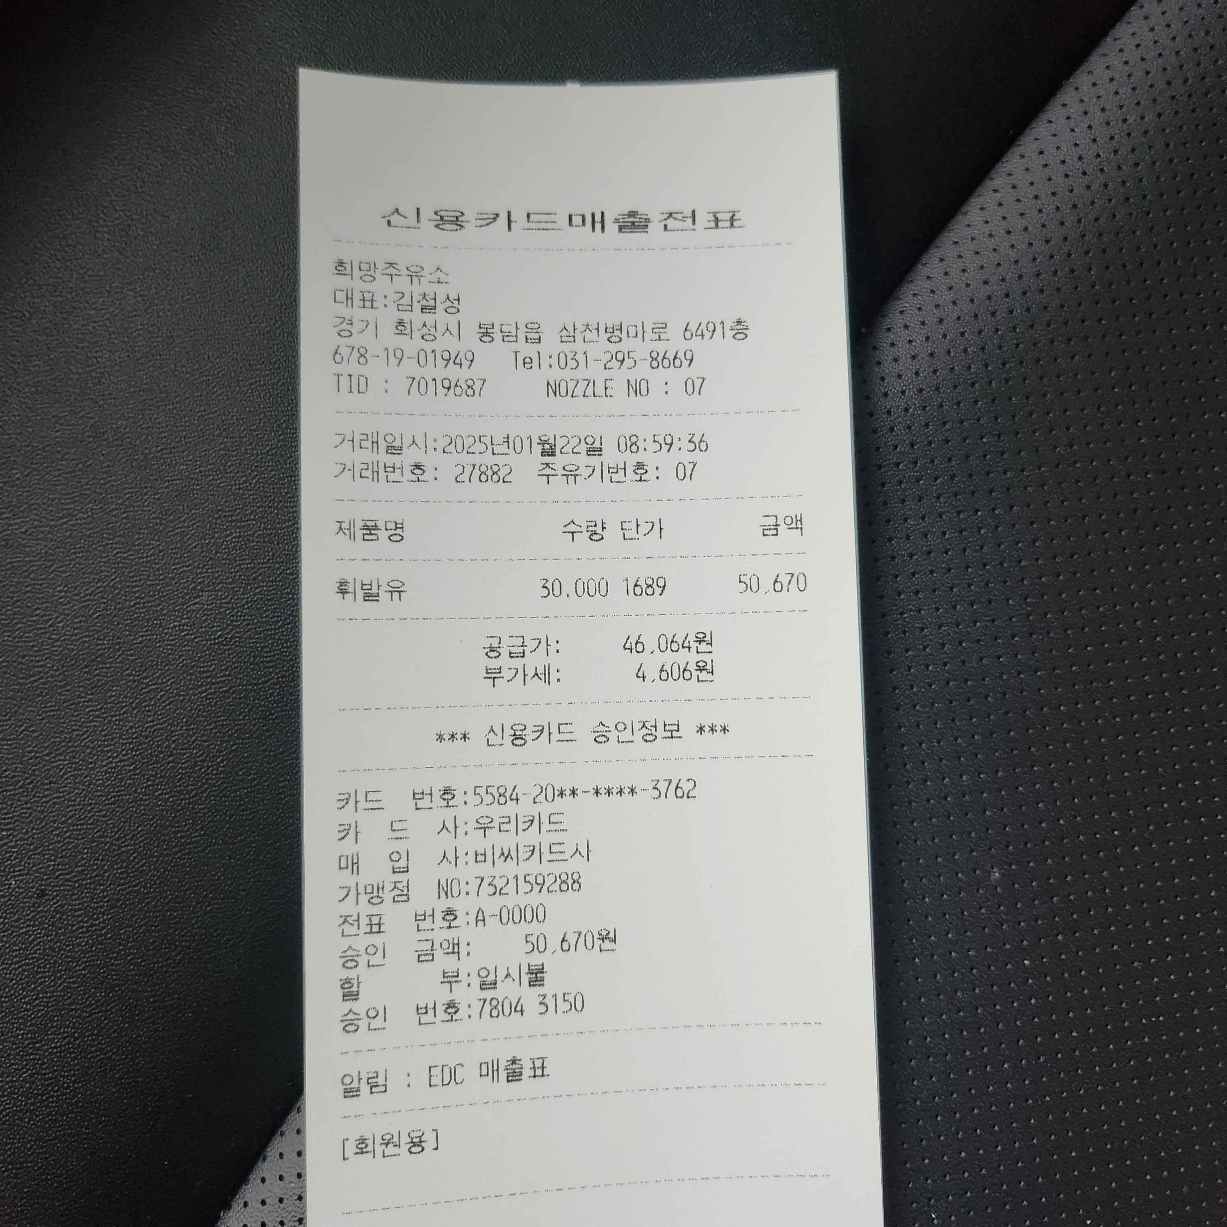 신용카드매출전표
희망주유소
대표:김철성
경기 화성시 봉담읍 삼천병마로 6491층
678-19-01949 Tel:031-295-8669
TID : 7019687 NOZZLE NO : 07
거래일시:2025년01월22일 08:59:36
거래번호: 27882 주유기번호: 07
제품명 수량 단가 금액
휘발유 30.000 1689 50,670
공급가: 46,064원
부가세: 4,606원
*** 신용카드 승인정보 ***
카드 번호:5584-20**-****-3762
카 드 사:우리카드
매 입 사:비씨카드사
가맹점 NO:732159288
전표 번호:A-0000
승인 금액: 50,670원
할 부:일시불
승인 번호:7804 3150
알림 : EDC 매출표
[회원용]